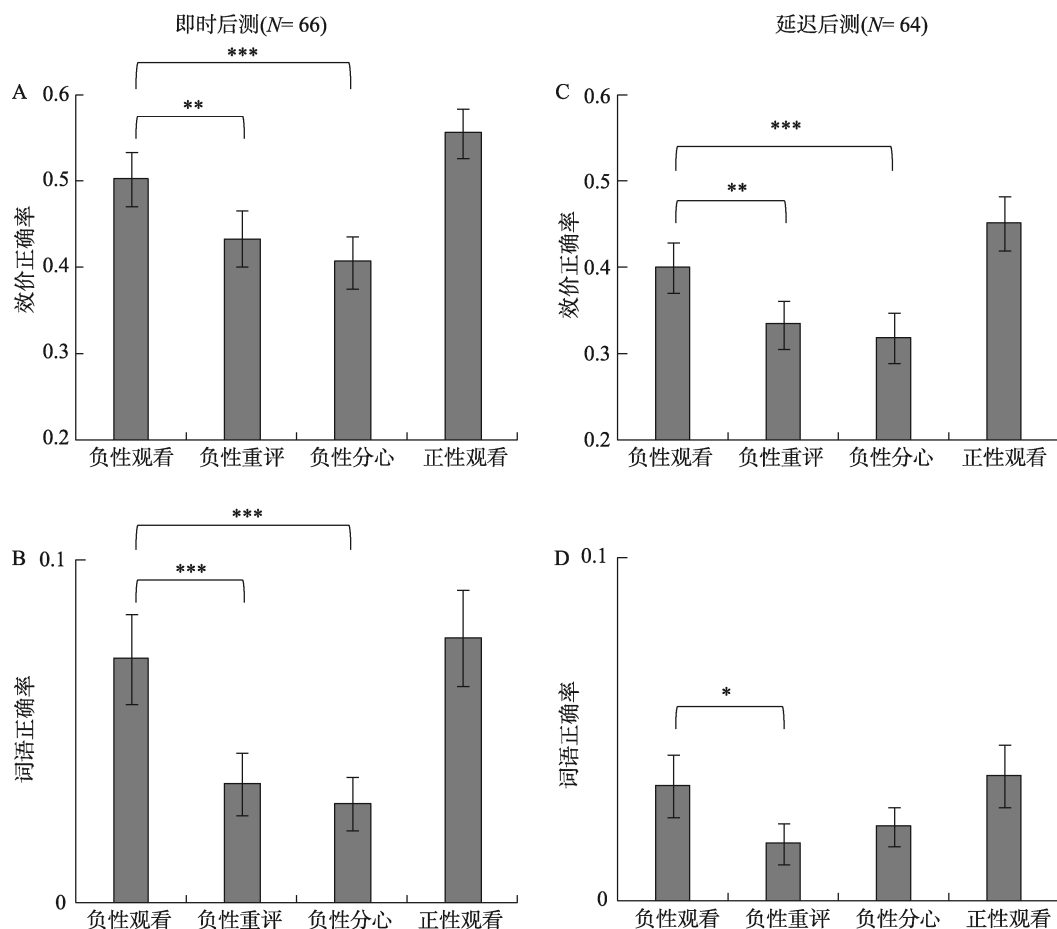 即时后测(N= 66)
延迟后测(N= 64)
A
***
**
0.6
0.5
0.4
0.3
0.2
效价正确率
负性观看
负性重评
负性分心
正性观看
C
***
**
0.6
0.5
0.4
0.3
0.2
效价正确率
负性观看
负性重评
负性分心
正性观看
B
***
***
0.1
0
词语正确率
负性观看
负性重评
负性分心
正性观看
D
*
0.1
0
词语正确率
负性观看
负性重评
负性分心
正性观看